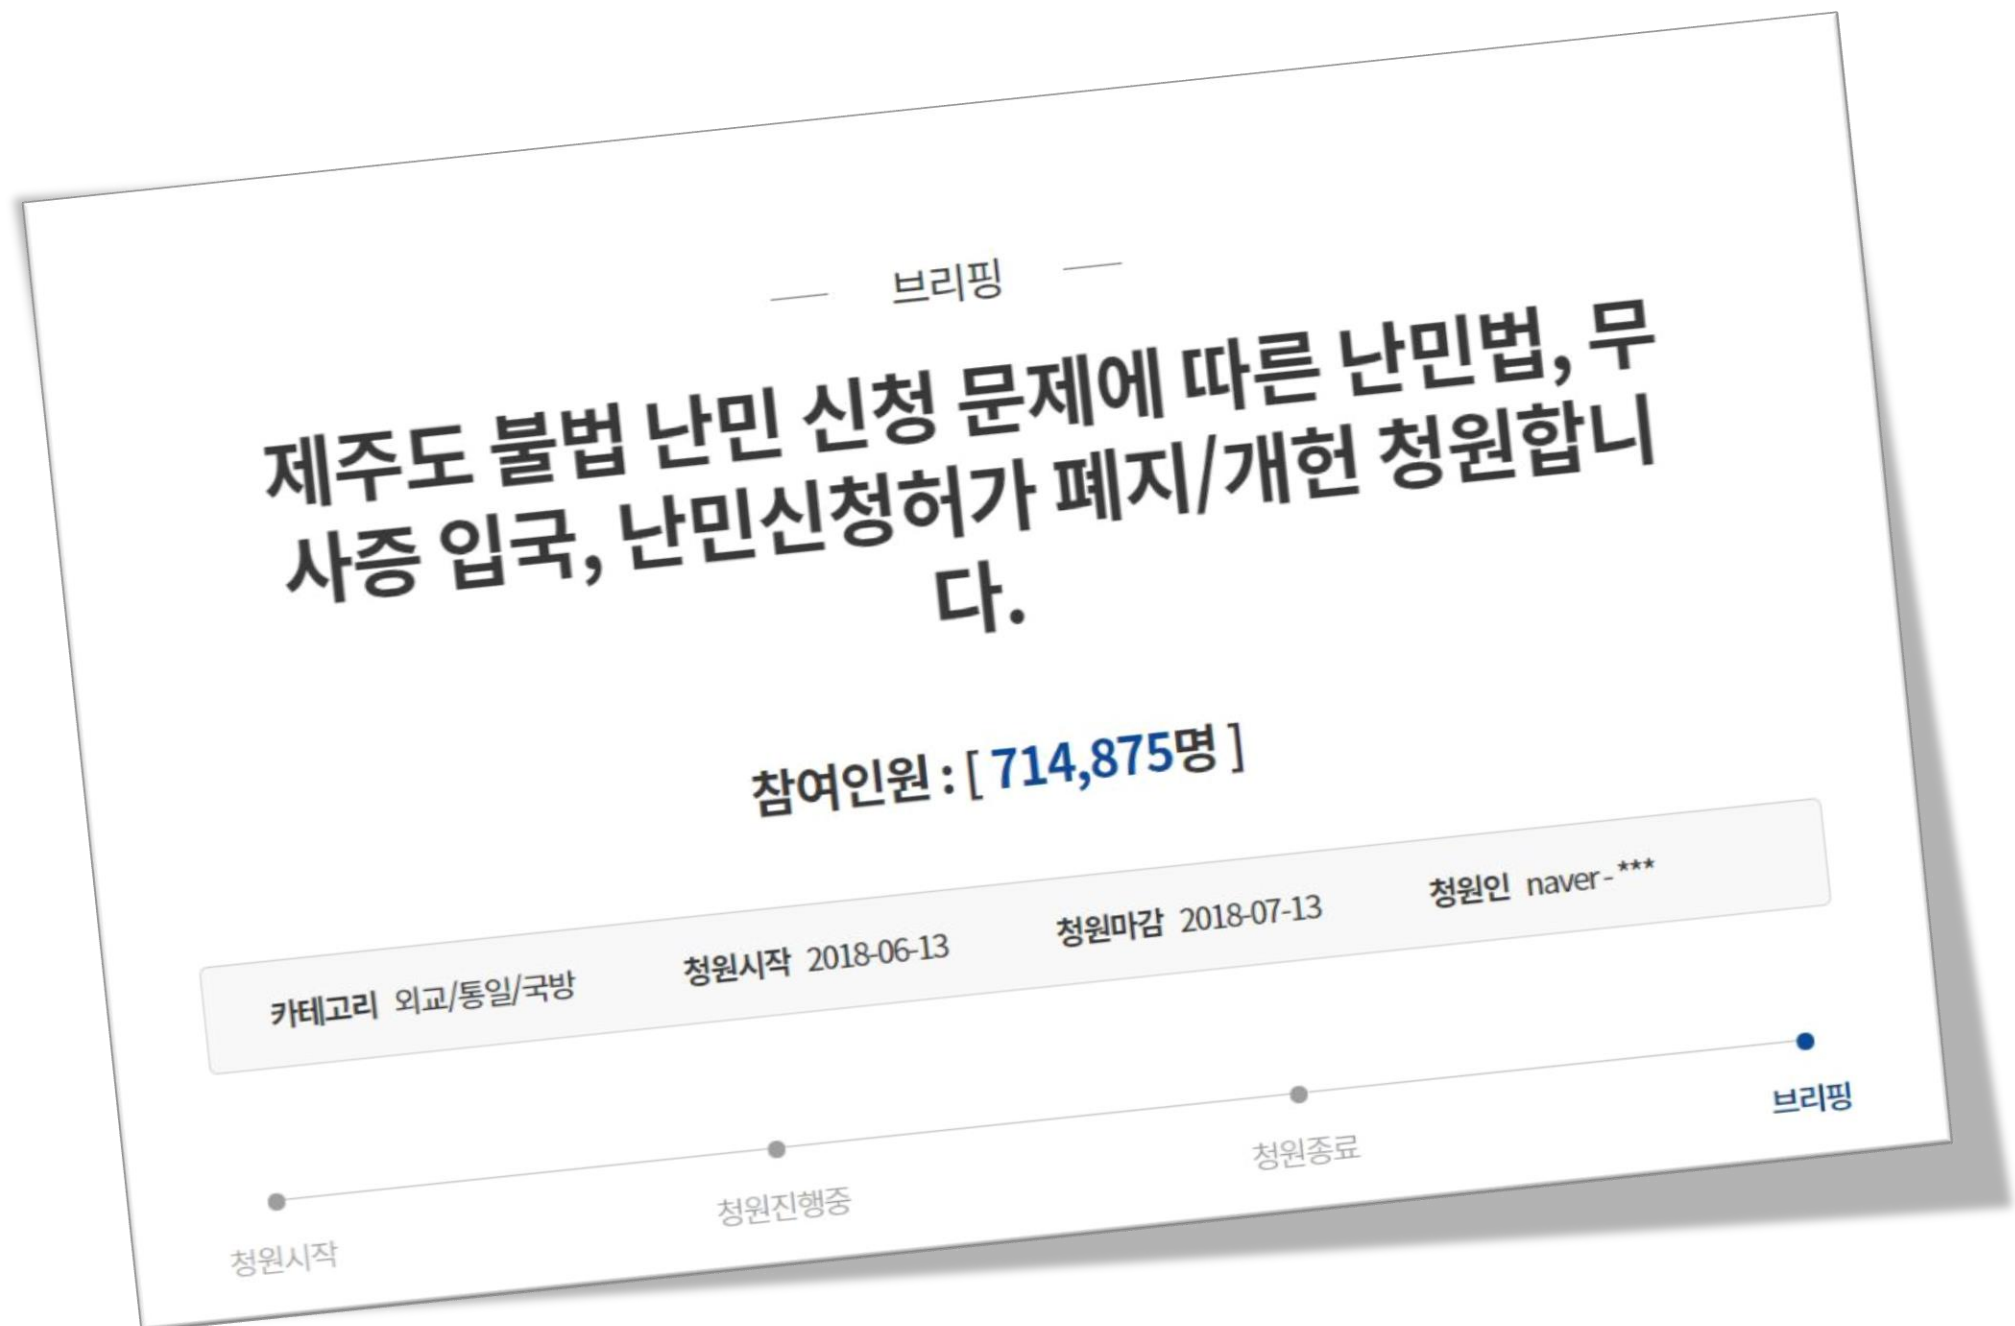 브리핑
제주도 불법 난민 신청 문제에 따른 난민법, 무
사증 입국, 난민신청허가 폐지/개헌 청원합니
다.
참여인원 : [ 714,875명 ]
카테고리 외교/통일/국방 청원시작 2018-06-13 청원마감 2018-07-13 청원인 naver - ***
청원시작 청원진행중 청원종료 브리핑